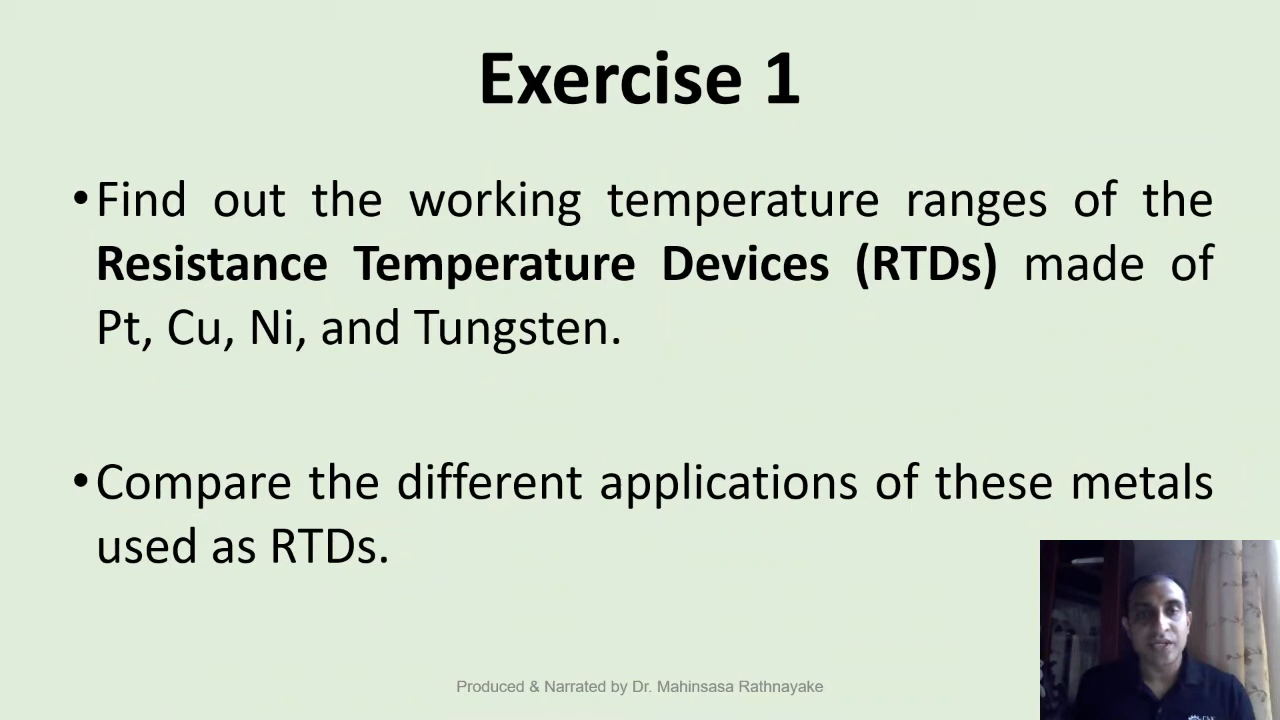 Exercise 1
•Find out the working temperature ranges of the
Resistance Temperature Devices (RTDs) made of
Pt, Cu, Ni, and Tungsten.
•Compare the different applications of these metals
used as RTDs.
Produced & Narrated by Dr. Mahinsasa Rathnayake